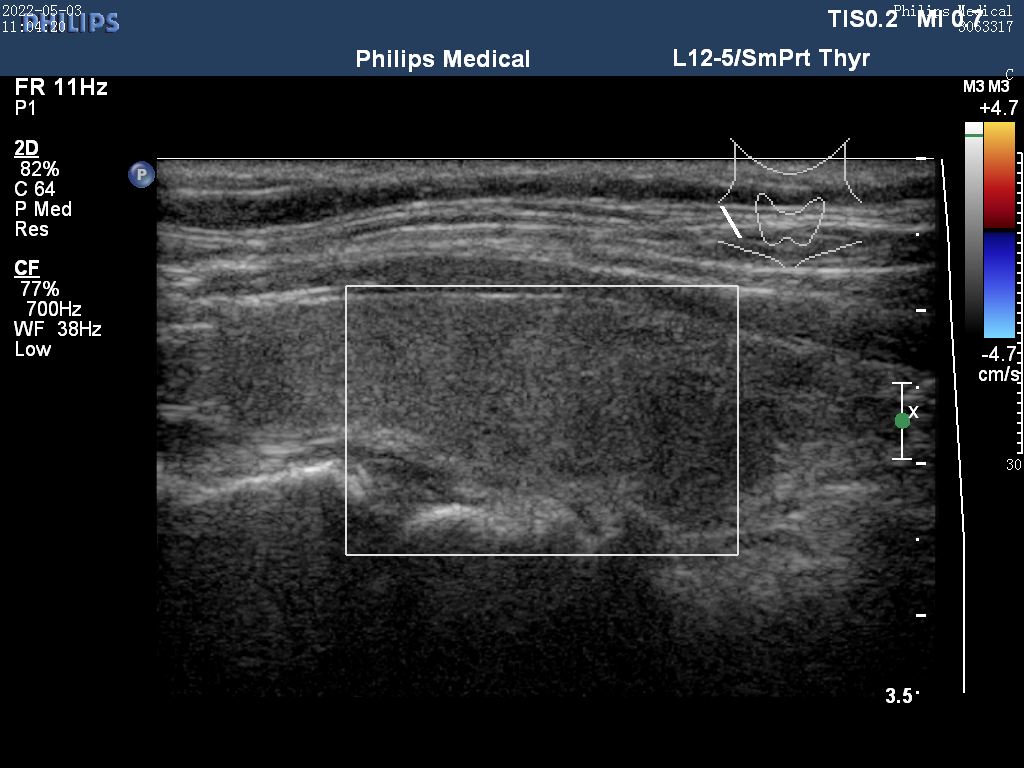 2022-05-03
11:04:20
PHILIPS
TIS0.2 MI 0.7
Philips Medical
Philips Medical
L12-5/SmPrt Thyr
FR 11Hz
P1
2D
82%
C 64
P Med
Res
CF
77%
700Hz
WF 38Hz
Low
P
C
M3 M3
+4.7
-4.7
cm/s
x
30
3.5